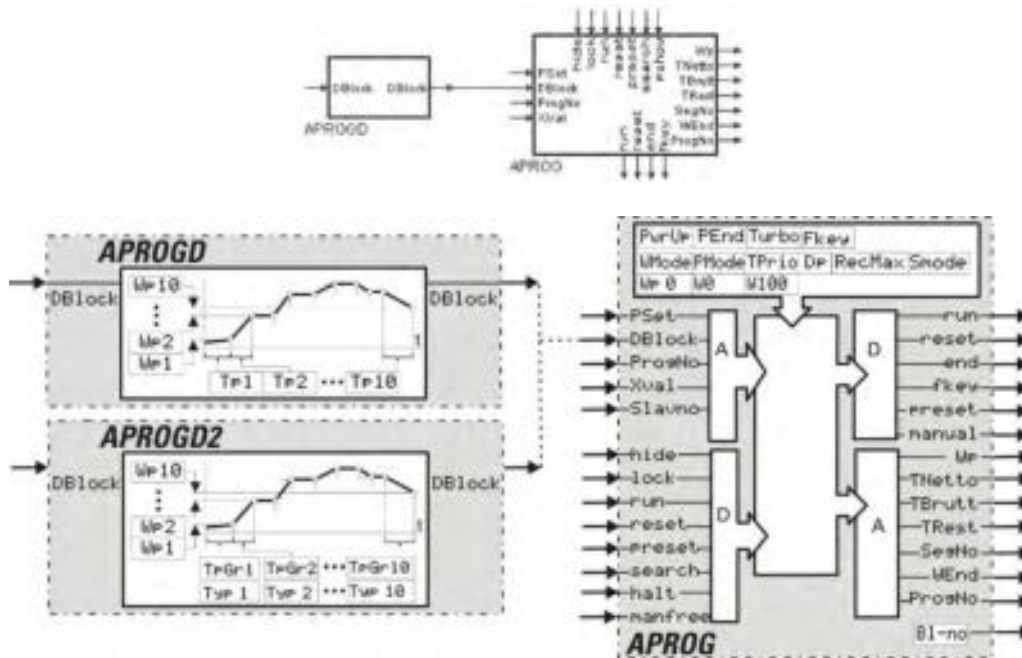 hide
lock
run
reset
preset
search
pshow
PSet
DBlock
ProgNo
XVal
Wp
TNetto
TBrutt
TRest
SegNo
WEnd
ProgNo
run
reset
end
fkey
DBlock DBlock
APROGD
APROG
APROGD
DBlock
Wp10
Wp2
Wp1
Tp1 Tp2 ••• Tp10
DBlock
APROGD2
DBlock
Wp10
Wp2
Wp1
TpGr1 TpGr2 ••• TpGr10
Typ 1 Typ 2 ••• Typ 10
DBlock
PwrUp PEnd Turbo Fkey
WMode PMode TPrio Dp RecMax Smode
Wp 0 W0 W100
PSet
DBlock
ProgNo
Xval
Slavno
A
hide
lock
run
reset
preset
search
halt
manfree
D
D
run
reset
end
fkey
preset
manual
A
Wp
TNetto
TBrutt
TRest
SegNo
WEnd
ProgNo
Bl-no
APROG